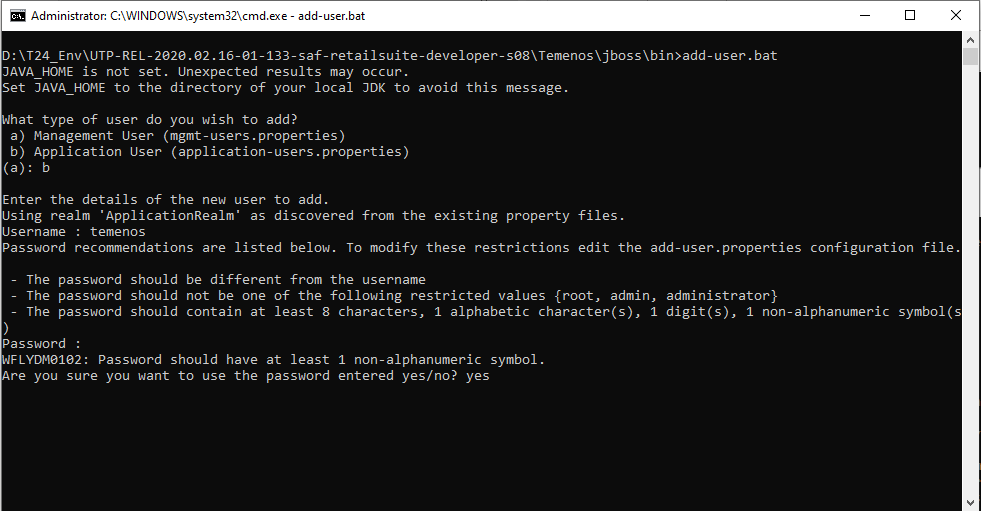 Administrator: C:\WINDOWS\system32\cmd.exe - add-user.bat
D:\T24_Env\UTP-REL-2020.02.16-01-133-saf-retailsuite-developer-s08\Temenos\jboss\bin>add-user.bat
JAVA_HOME is not set. Unexpected results may occur.
Set JAVA_HOME to the directory of your local JDK to avoid this message.
What type of user do you wish to add?
 a) Management User (mgmt-users.properties)
 b) Application User (application-users.properties)
(a): b
Enter the details of the new user to add.
Using realm 'ApplicationRealm' as discovered from the existing property files.
Username : temenos
Password recommendations are listed below. To modify these restrictions edit the add-user.properties configuration file.
 - The password should be different from the username
 - The password should not be one of the following restricted values {root, admin, administrator}
 - The password should contain at least 8 characters, 1 alphabetic character(s), 1 digit(s), 1 non-alphanumeric symbol(s
)
Password :
WFLYDM0102: Password should have at least 1 non-alphanumeric symbol.
Are you sure you want to use the password entered yes/no? yes